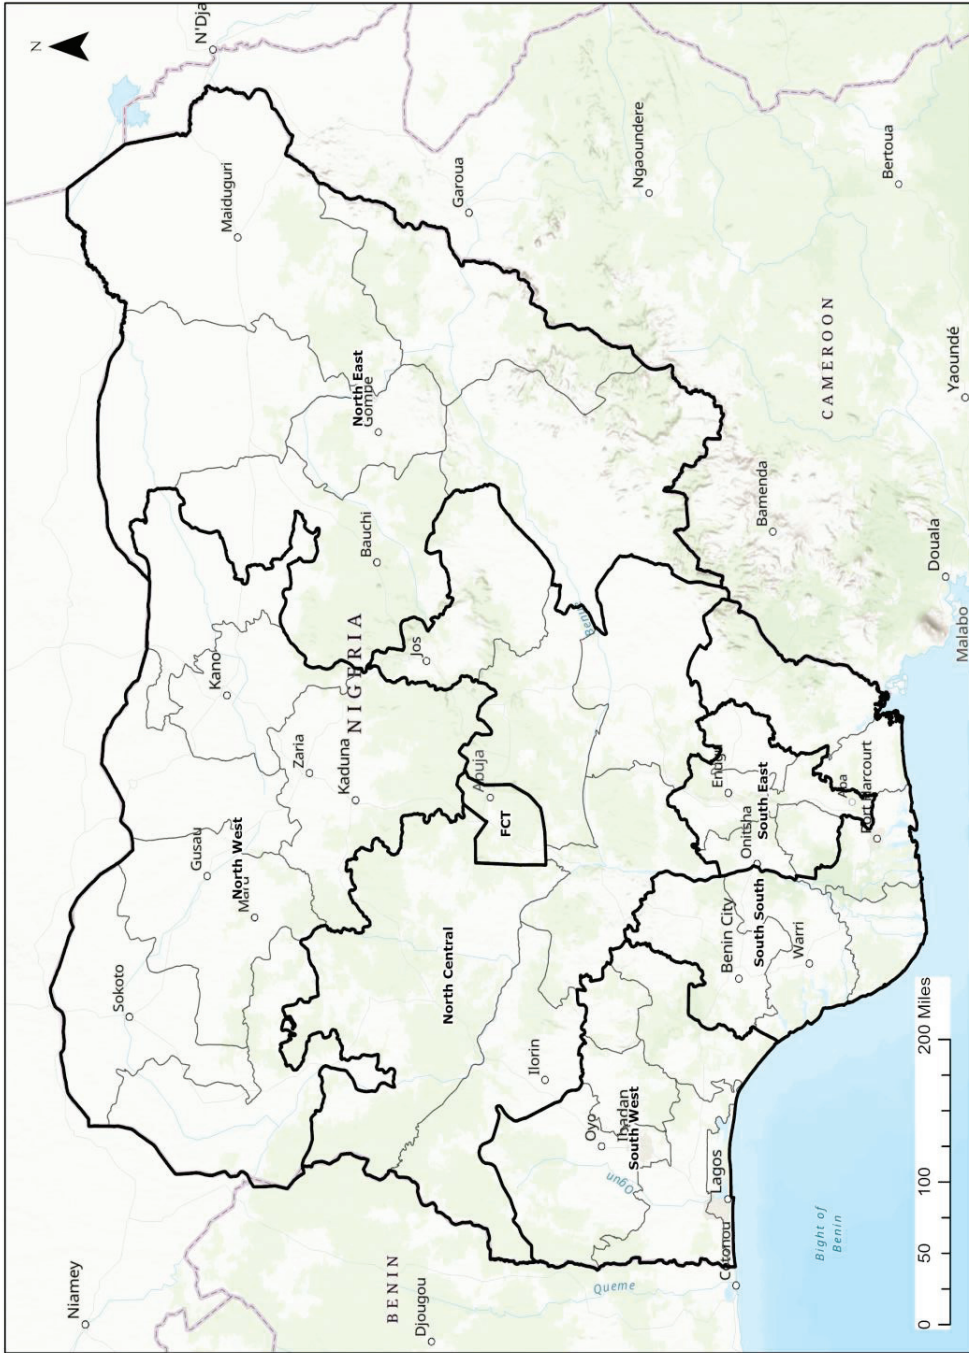 N
N'Dja
Niamey
Sokoto
Maiduguri
Kano
Gusau
North West
Maru
Zaria
Kaduna
NIGERIA
North East
Gombe
Bauchi
Jos
Garoua
BENIN
Djougou
North Central
Abuja
FCT
Ilorin
Benue
Ngaoundere
Oyo
Ibadan
South West
Ogun
Queme
Enugu
Onitsha
South East
Benin City
South South
Warri
Lagos
Cotonou
Bamenda
CAMEROON
Aba
Port Harcourt
Bertoua
Bight of
Benin
Douala
Malabo
Yaoundé
0 50 100 200 Miles